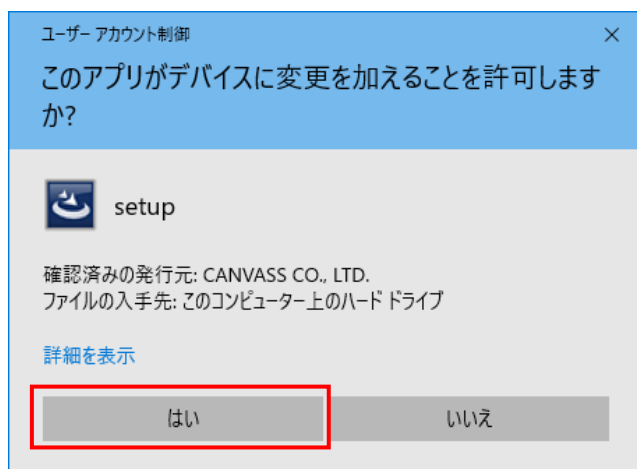 ユーザー アカウント制御
このアプリがデバイスに変更を加えることを許可します
か?
setup
確認済みの発行元: CANVASS CO., LTD.
ファイルの入手先: このコンピューター上のハード ドライブ
詳細を表示
はい
いいえ